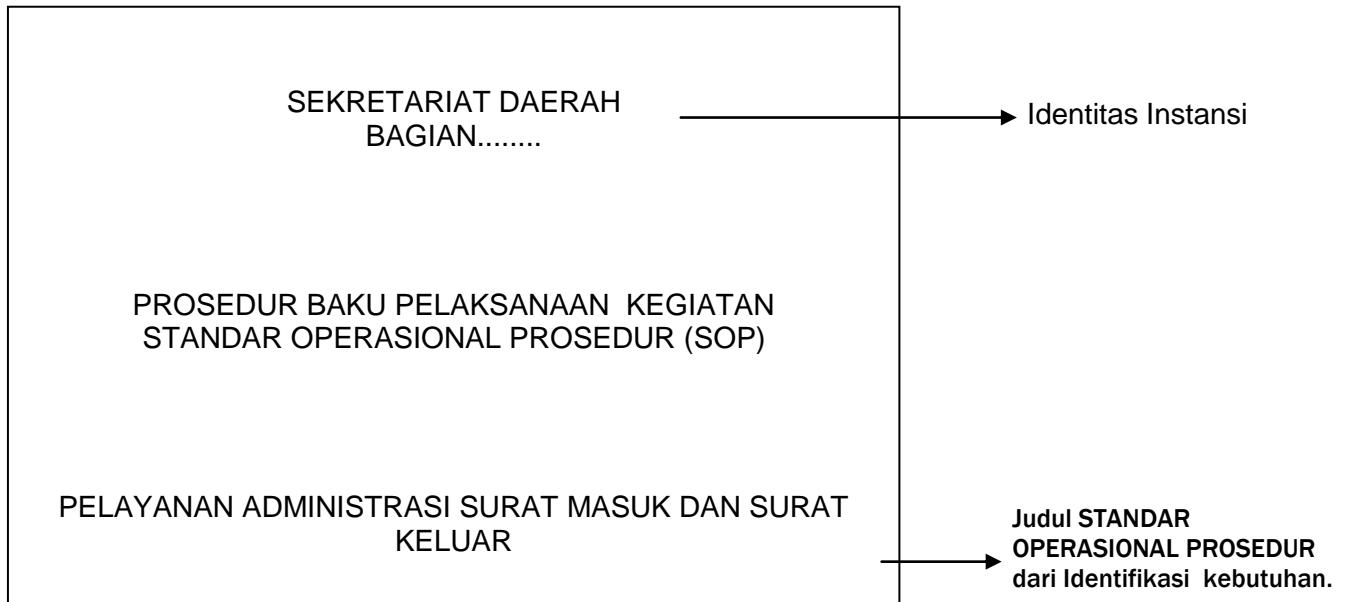 SEKRETARIAT DAERAH
BAGIAN........
Identitas Instansi
PROSEDUR BAKU PELAKSANAAN KEGIATAN
STANDAR OPERASIONAL PROSEDUR (SOP)
PELAYANAN ADMINISTRASI SURAT MASUK DAN SURAT
KELUAR
Judul STANDAR
OPERASIONAL PROSEDUR
dari Identifikasi kebutuhan.